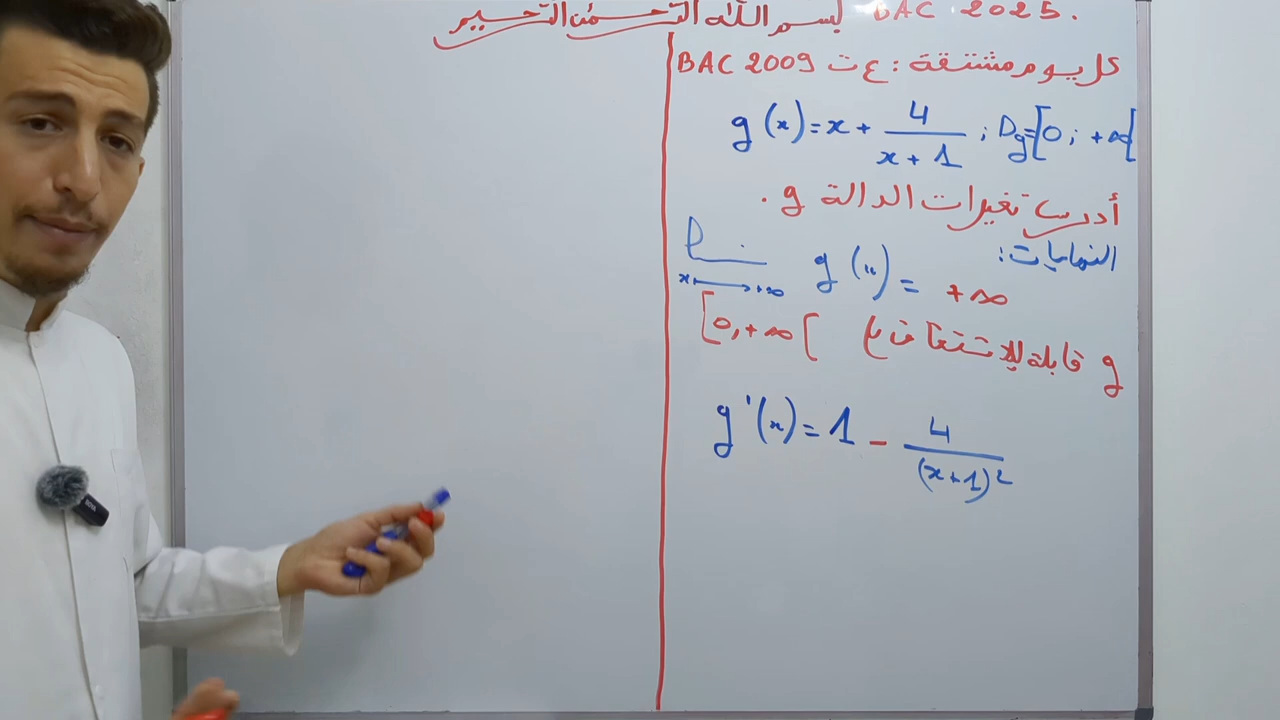 بسم الله الرحمن الرحيم BAC 2025.
كل يوم مشتقة : ع ت BAC 2009
g(x) = x + 4/(x+1) ; Dg = [0 ; +∞[
أدرس تغيرات الدالة g .
النهايات :
lim x→+∞ g(x) = +∞
g قابلة للاشتقاق على [0,+∞[
g'(x) = 1 - 4/(x+1)²